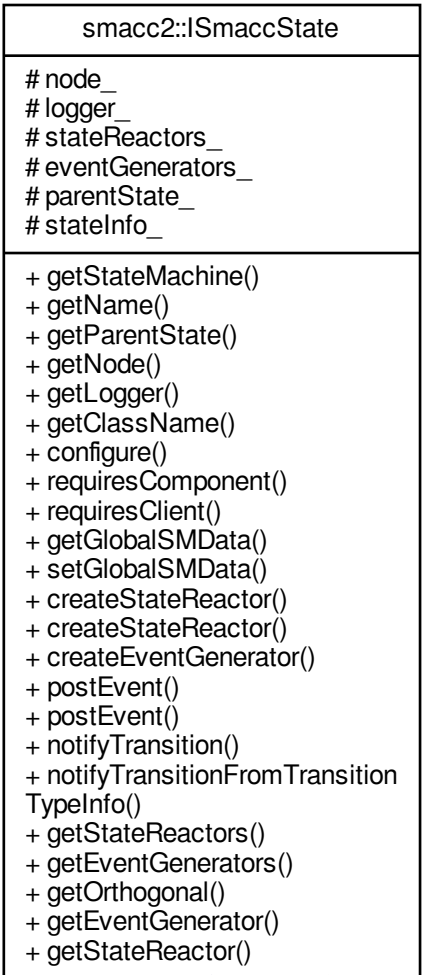 smacc2::ISmaccState
# node_
# logger_
# stateReactors_
# eventGenerators_
# parentState_
# stateInfo_
+ getStateMachine()
+ getName()
+ getParentState()
+ getNode()
+ getLogger()
+ getClassName()
+ configure()
+ requiresComponent()
+ requiresClient()
+ getGlobalSMData()
+ setGlobalSMData()
+ createStateReactor()
+ createStateReactor()
+ createEventGenerator()
+ postEvent()
+ postEvent()
+ notifyTransition()
+ notifyTransitionFromTransition
TypeInfo()
+ getStateReactors()
+ getEventGenerators()
+ getOrthogonal()
+ getEventGenerator()
+ getStateReactor()